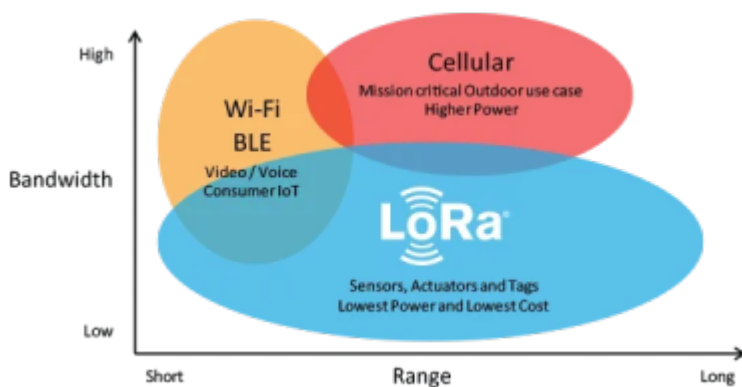 High
Bandwidth
Low
Wi-Fi
BLE
Video / Voice
Consumer IoT
Cellular
Mission critical Outdoor use case
Higher Power
LoRa®
Sensors, Actuators and Tags
Lowest Power and Lowest Cost
Short
Range
Long